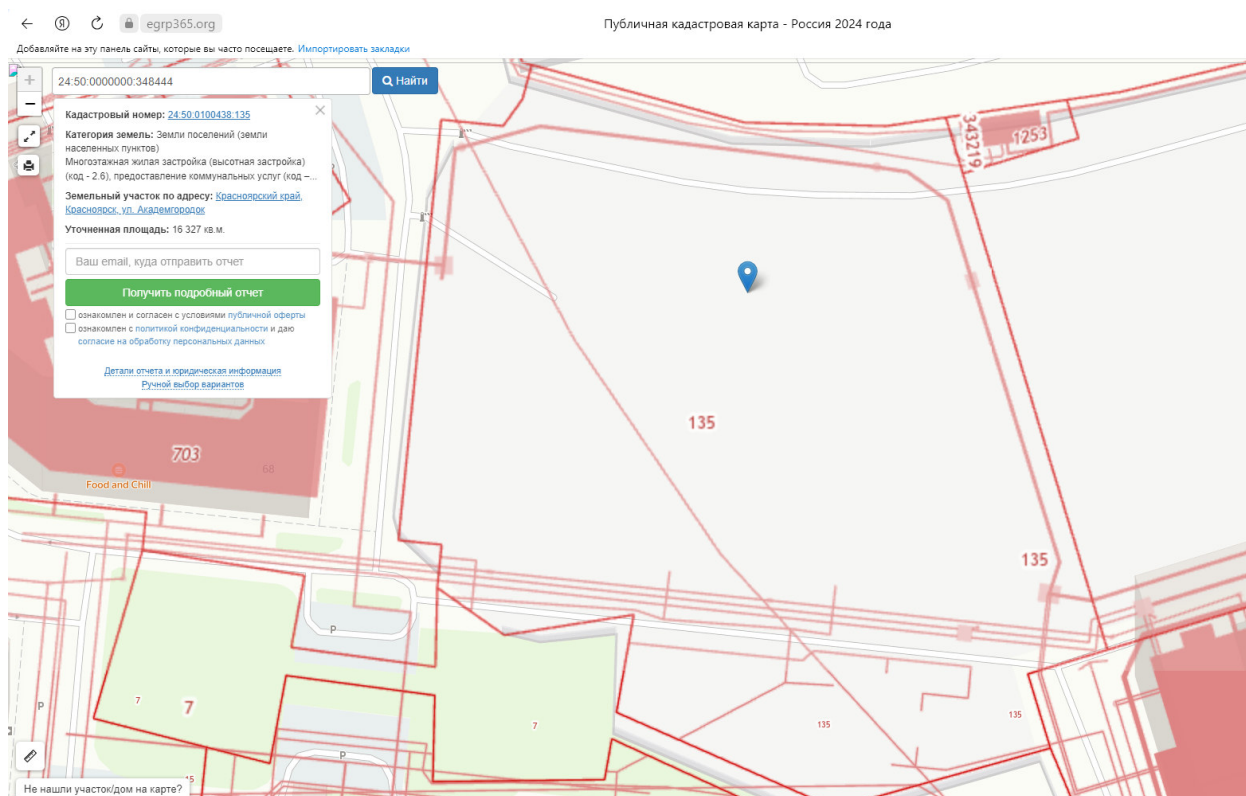 egrp365.org
Публичная кадастровая карта - Россия 2024 года
Добавляйте на эту панель сайты, которые вы часто посещаете. Импортировать закладки
24:50:0000000:348444
Найти
Кадастровый номер: 24:50:0100438:135
Категория земель: Земли поселений (земли
населенных пунктов)
Многоэтажная жилая застройка (высотная застройка)
(код - 2.6), предоставление коммунальных услуг (код –...
Земельный участок по адресу: Красноярский край,
Красноярск, ул. Академгородок
Уточненная площадь: 16 327 кв.м.
Ваш email, куда отправить отчет
Получить подробный отчет
ознакомлен и согласен с условиями публичной оферты
ознакомлен с политикой конфиденциальности и даю
согласие на обработку персональных данных
Детали отчета и юридическая информация
Ручной выбор вариантов
343219
1253
135
703
68
Food and Chill
135
P
7
7
P
7
135
135
P
15
Не нашли участок/дом на карте?